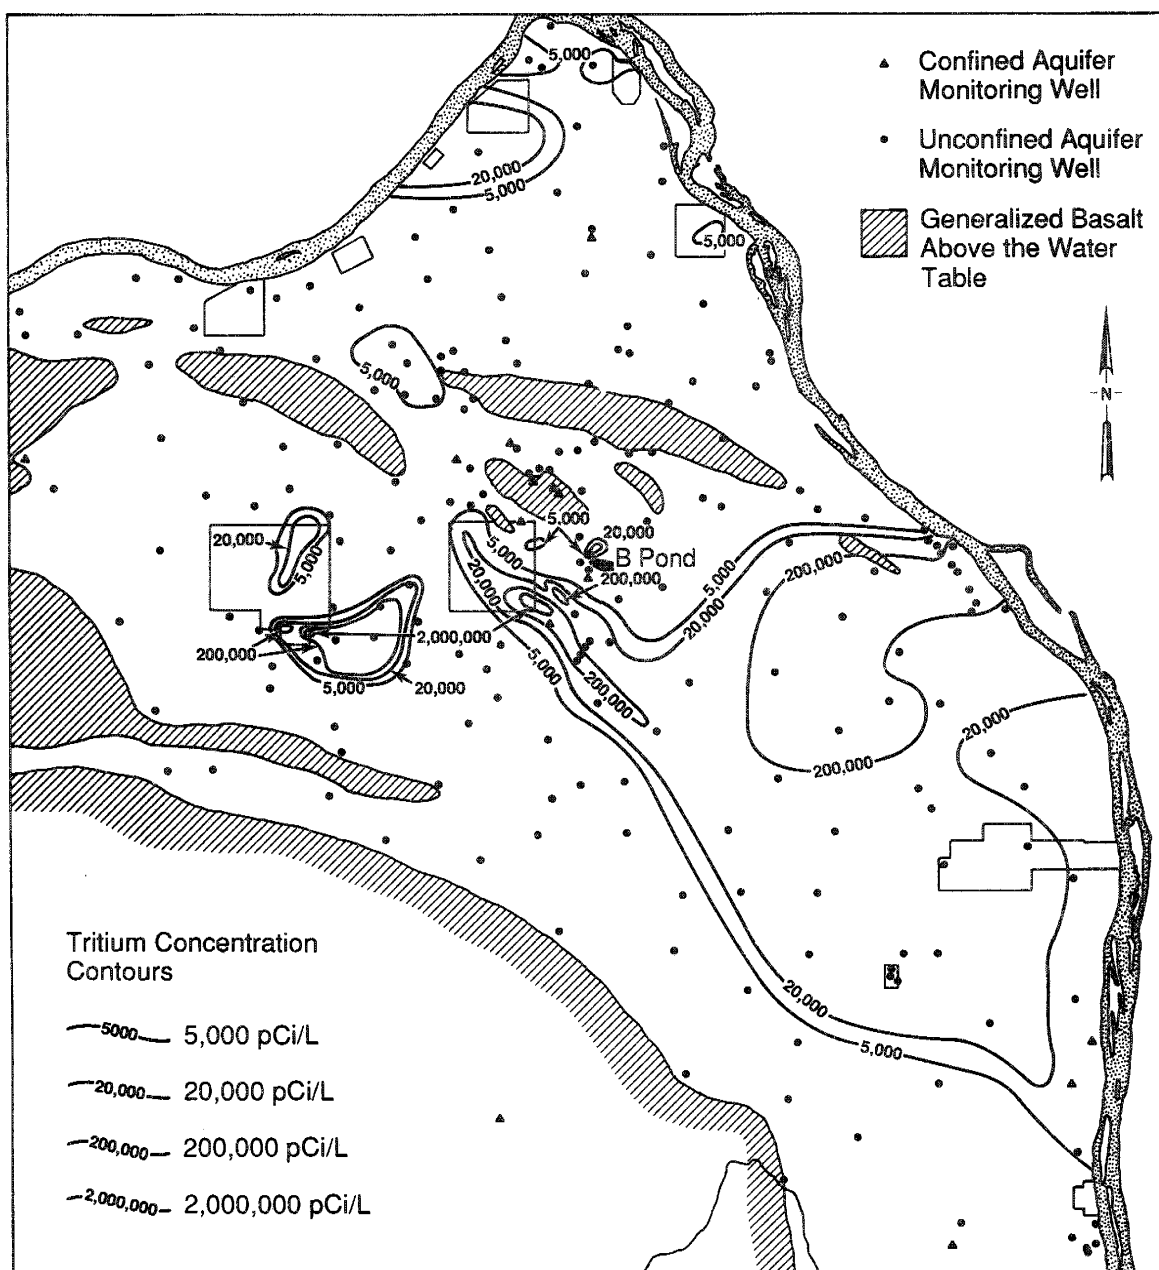 5,000
Confined Aquifer
Monitoring Well
Unconfined Aquifer
Monitoring Well
Generalized Basalt
Above the Water
Table
20,000
5,000
5,000
N
5,000
5,000
20,000
B Pond
200,000
20,000
5,000
5,000
20,000
5,000
20,000
200,000
2,000,000
200,000
5,000
20,000
5,000
200,000
200,000
20,000
20,000
5,000
Tritium Concentration
Contours
5000 5,000 pCi/L
20,000 20,000 pCi/L
200,000 200,000 pCi/L
2,000,000 2,000,000 pCi/L